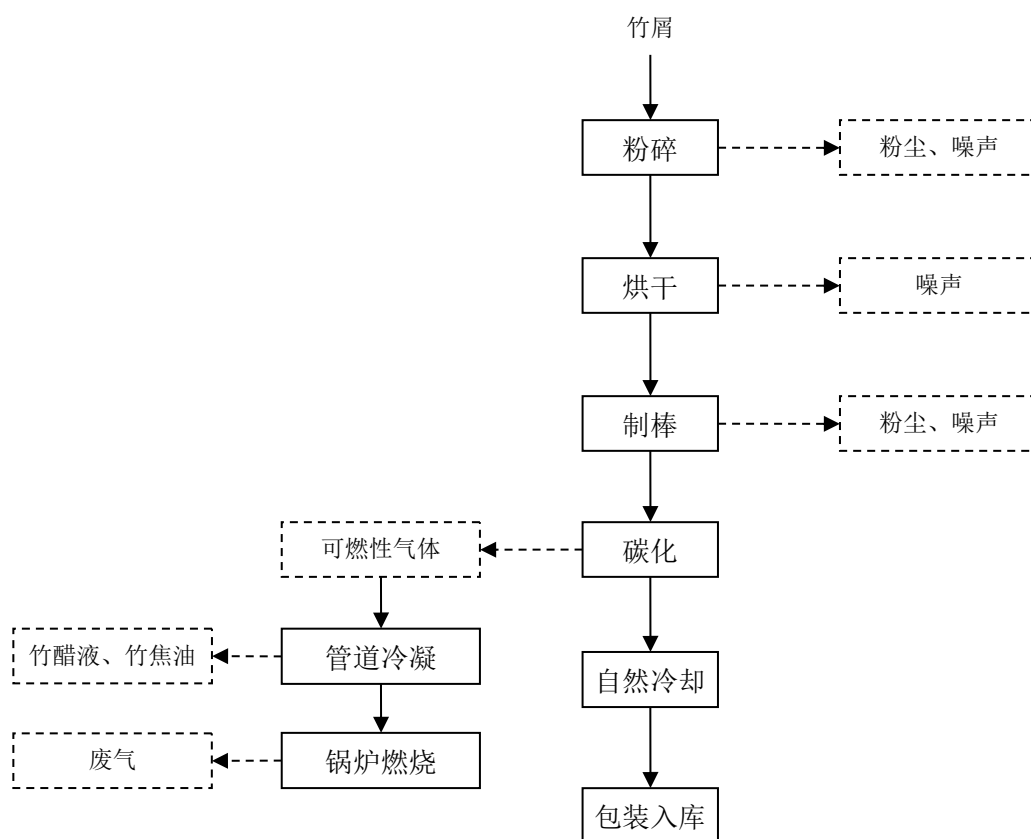 竹屑
粉碎
粉尘、噪声
烘干
噪声
制棒
粉尘、噪声
可燃性气体
碳化
竹醋液、竹焦油
管道冷凝
自然冷却
废气
锅炉燃烧
包装入库